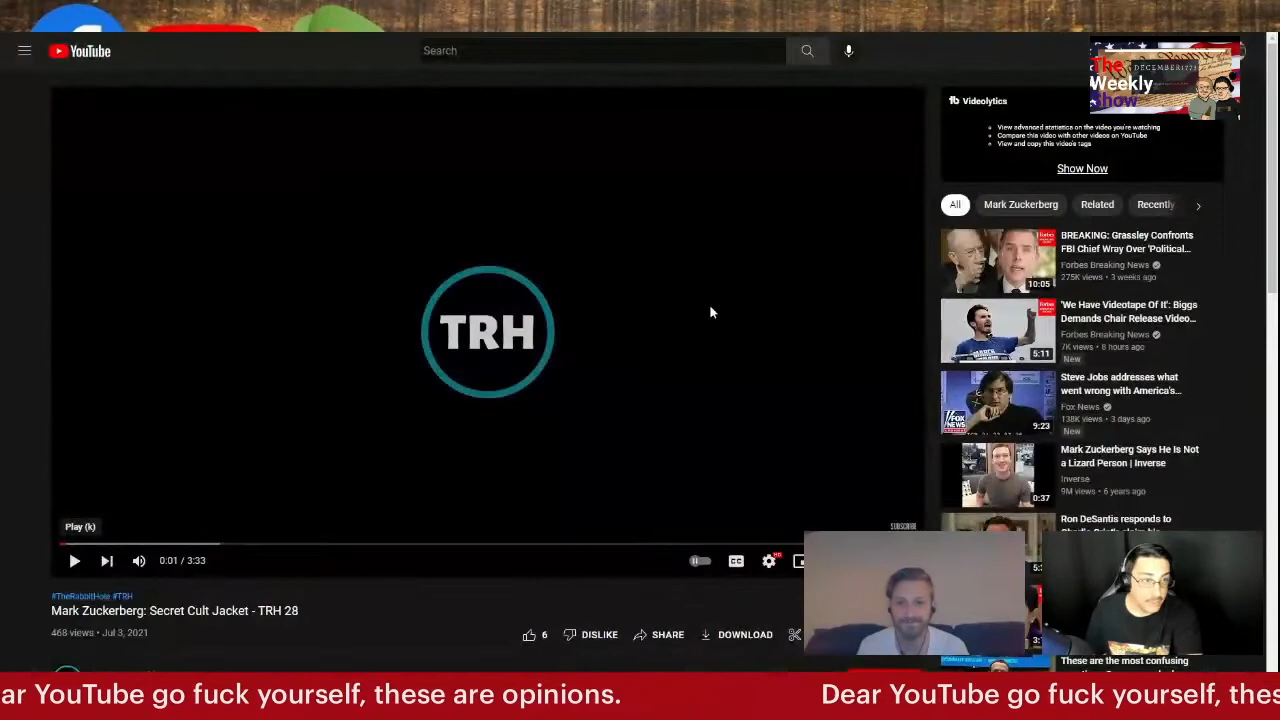 YouTube
Search
The
Weekly
Show
DECEMBER1775
Videolytics
View advanced statistics on the video you're watching
Compare this video with other videos on YouTube
View and copy this video's tags
Show Now
All
Mark Zuckerberg
Related
Recently
BREAKING: Grassley Confronts
FBI Chief Wray Over 'Political...
Forbes Breaking News
275K views • 3 weeks ago
10:05
'We Have Videotape Of It': Biggs
Demands Chair Release Video...
Forbes Breaking News
7K views • 8 hours ago
New
5:11
Steve Jobs addresses what
went wrong with America's...
Fox News
138K views • 3 days ago
New
FOX
NEWS
9:23
Mark Zuckerberg Says He Is Not
a Lizard Person | Inverse
Inverse
9M views • 6 years ago
0:37
Ron DeSantis responds to
TRH
Play (k)
SUBSCRIBE
0:01 / 3:33
CC
HD
#TheRabbitHole #TRH
Mark Zuckerberg: Secret Cult Jacket - TRH 28
468 views • Jul 3, 2021
6
DISLIKE
SHARE
DOWNLOAD
These are the most confusing
ar YouTube go fuck yourself, these are opinions.
Dear YouTube go fuck yourself, thes